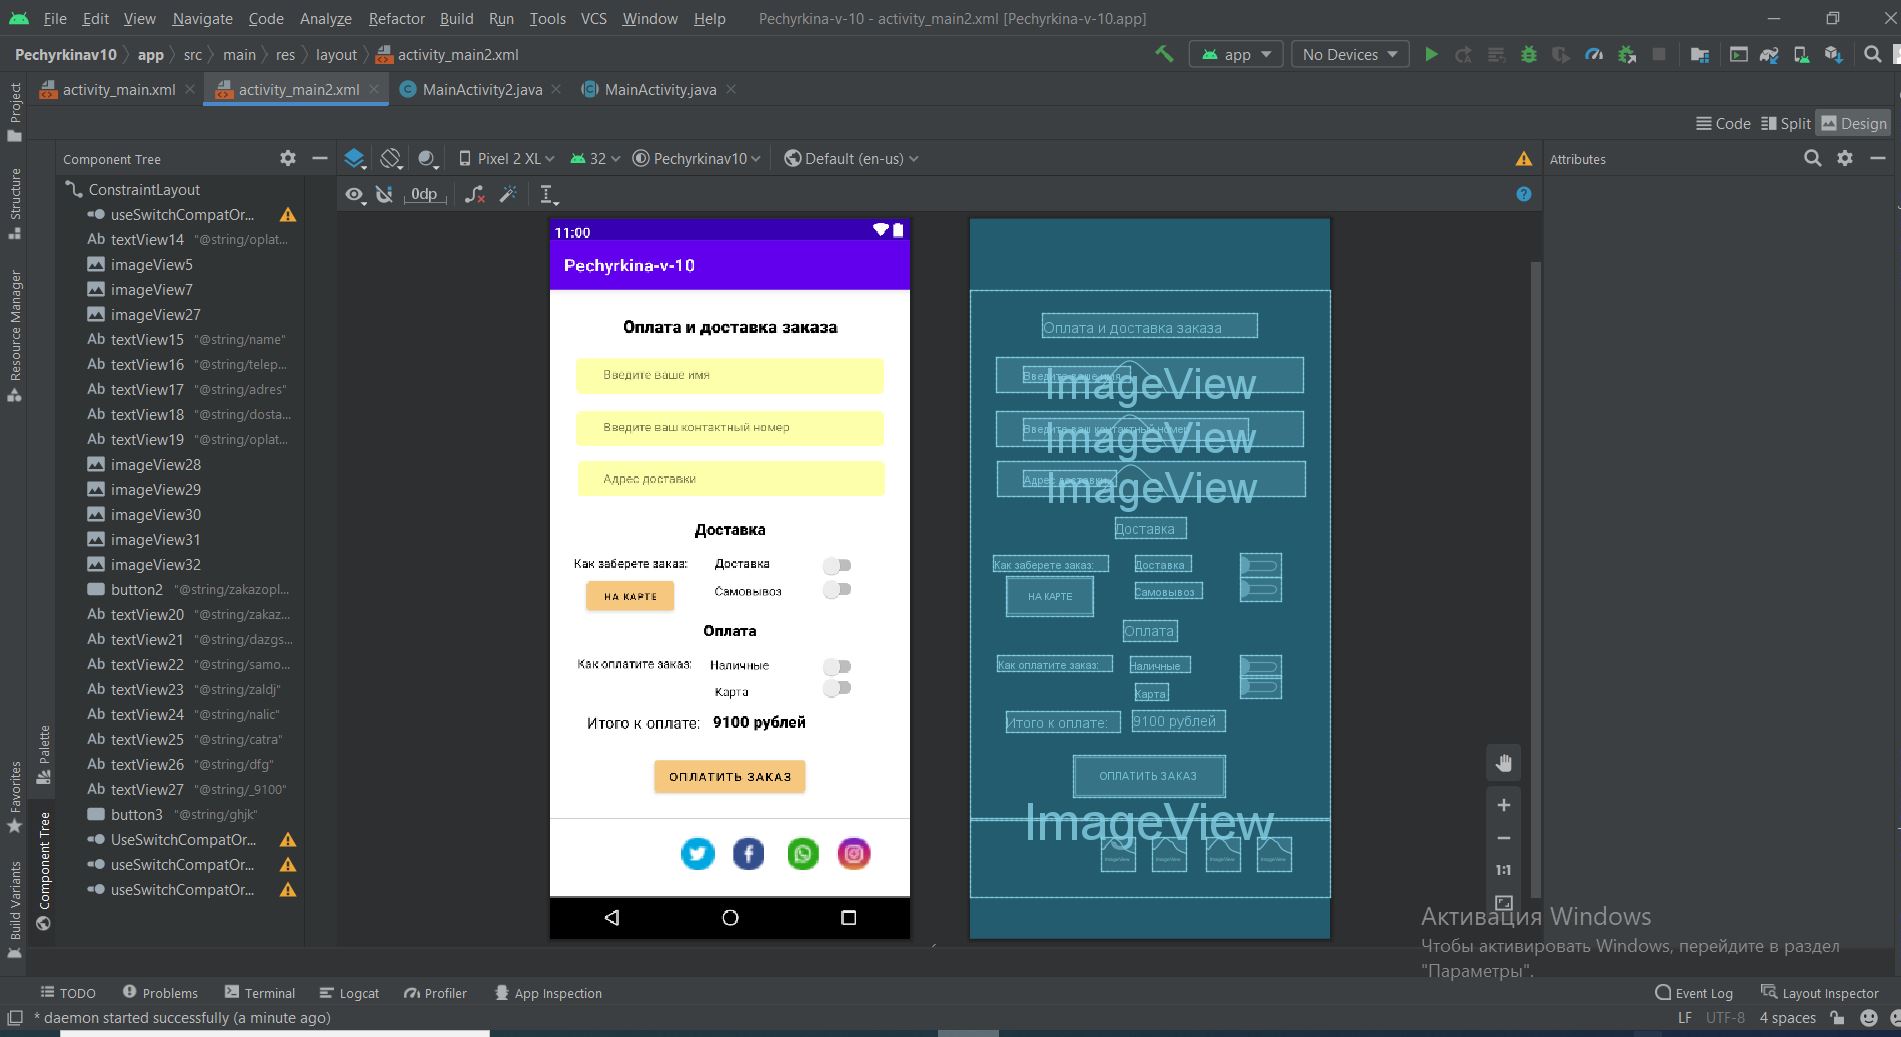 File Edit View Navigate Code Analyze Refactor Build Run Tools VCS Window Help Pechyrkina-v-10 - activity_main2.xml [Pechyrkina-v-10.app]
Pechyrkinav10 app src main res layout activity_main2.xml app No Devices
activity_main.xml activity_main2.xml MainActivity2.java MainActivity.java
Code Split Design
Project
Structure
Resource Manager
Favorites
Build Variants
Palette
Component Tree
Component Tree
ConstraintLayout
useSwitchCompatOr...
Ab textView14 "@string/oplat...
imageView5
imageView7
imageView27
Ab textView15 "@string/name"
Ab textView16 "@string/telep...
Ab textView17 "@string/adres"
Ab textView18 "@string/dosta...
Ab textView19 "@string/oplat...
imageView28
imageView29
imageView30
imageView31
imageView32
button2 "@string/zakazopl...
Ab textView20 "@string/zakaz...
Ab textView21 "@string/dazgs...
Ab textView22 "@string/samo...
Ab textView23 "@string/zaldj"
Ab textView24 "@string/nalic"
Ab textView25 "@string/catra"
Ab textView26 "@string/dfg"
Ab textView27 "@string/_9100"
button3 "@string/ghjk"
UseSwitchCompatOr...
useSwitchCompatOr...
useSwitchCompatOr...
Pixel 2 XL 32 Pechyrkinav10 Default (en-us)
0dp
Attributes
11:00
Pechyrkina-v-10
Оплата и доставка заказа
Введите ваше имя
Введите ваш контактный номер
Адрес доставки
Доставка
Как заберете заказ: Доставка
НА КАРТЕ Самовывоз
Оплата
Как оплатите заказ: Наличные
Карта
Итого к оплате: 9100 рублей
ОПЛАТИТЬ ЗАКАЗ
Оплата и доставка заказа
Введите ваше имя
ImageView
Введите ваш контактный номер
ImageView
Адрес доставки
ImageView
Доставка
Как заберете заказ: Доставка
НА КАРТЕ Самовывоз
Оплата
Как оплатите заказ: Наличные
Карта
Итого к оплате: 9100 рублей
ОПЛАТИТЬ ЗАКАЗ
ImageView
ImageView ImageView ImageView ImageView
1:1
Активация Windows
Чтобы активировать Windows, перейдите в раздел
"Параметры".
TODO Problems Terminal Logcat Profiler App Inspection Event Log Layout Inspector
* daemon started successfully (a minute ago) LF UTF-8 4 spaces